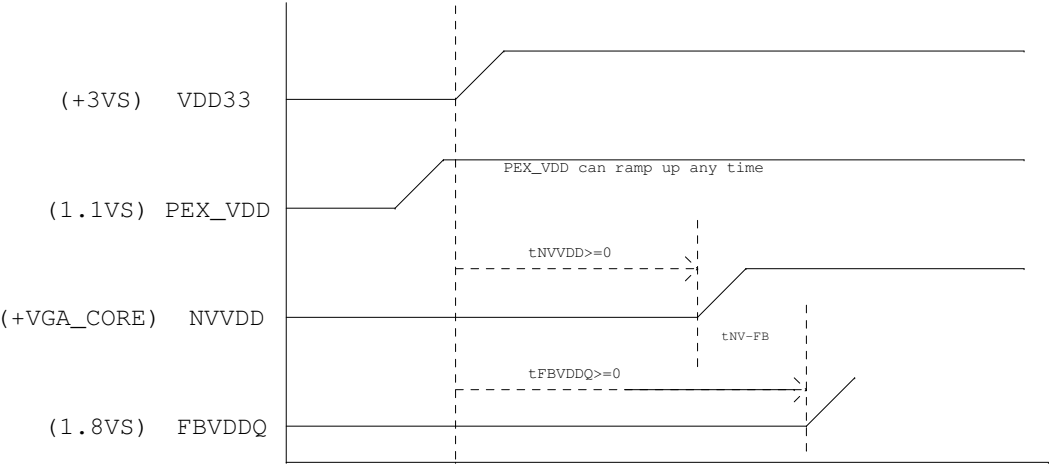 (+3VS) VDD33
PEX_VDD can ramp up any time
(1.1VS) PEX_VDD
tNVVDD>=0
(+VGA_CORE) NVVDD
tNV-FB
tFBVDDQ>=0
(1.8VS) FBVDDQ